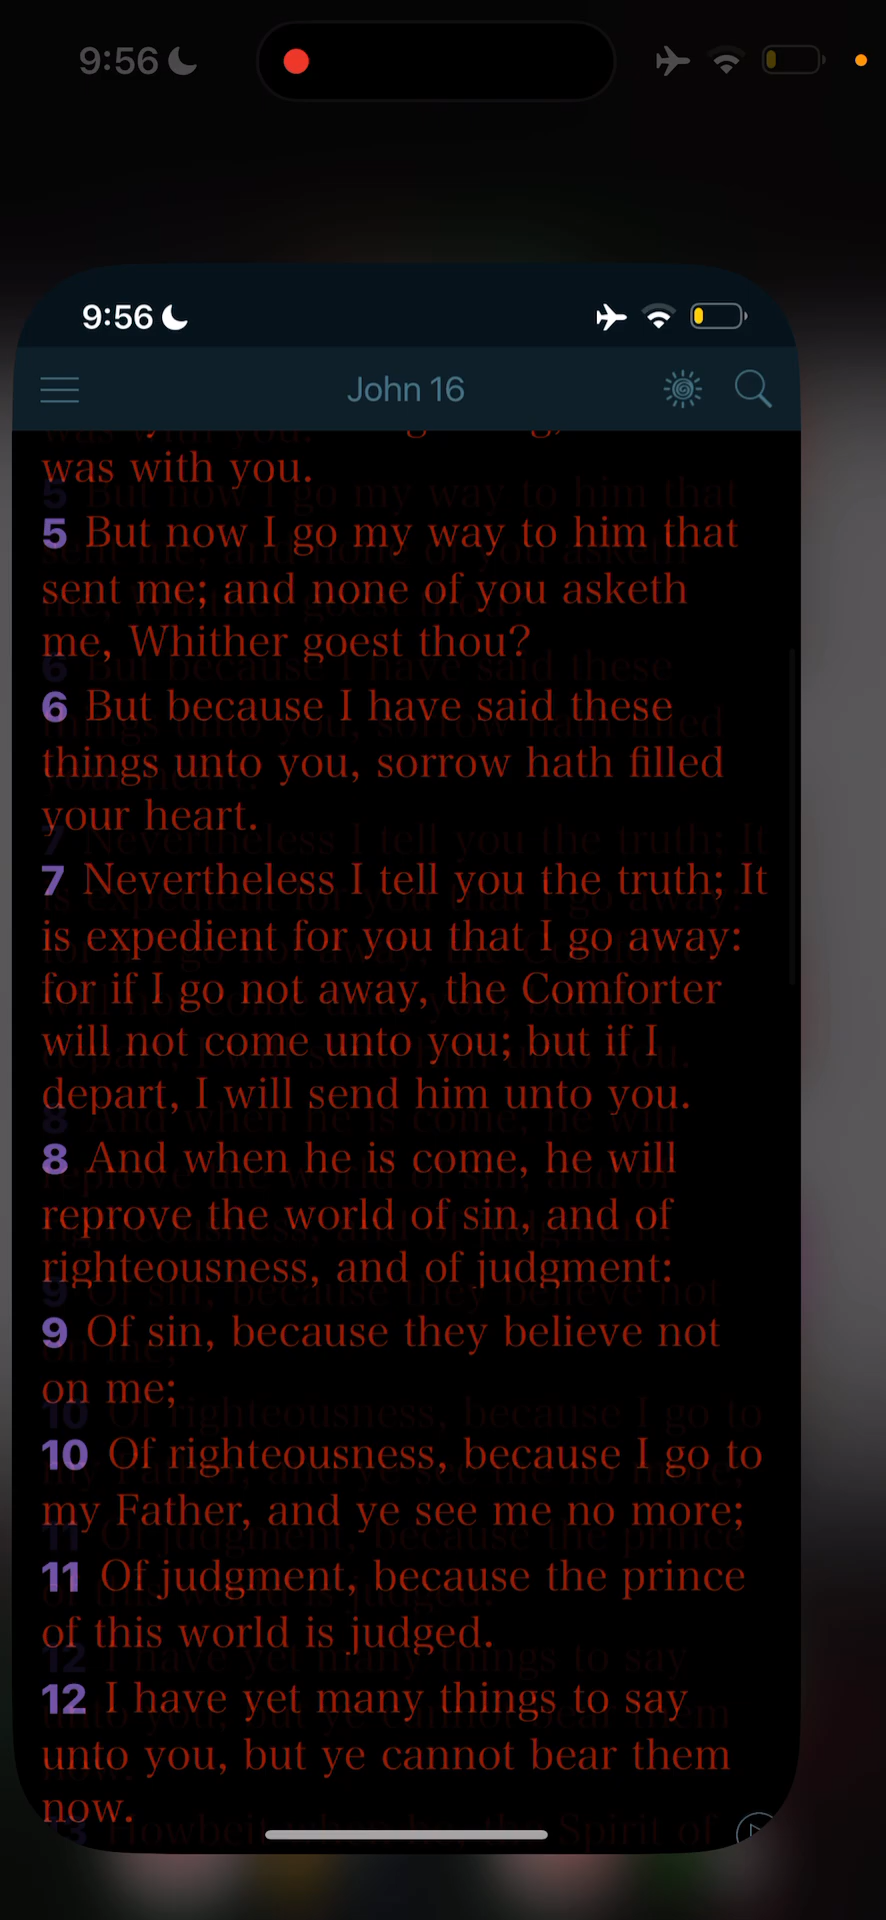 9:56
9:56
John 16
was with you.
5 But now I go my way to him that
sent me; and none of you asketh
me, Whither goest thou?
6 But because I have said these
things unto you, sorrow hath filled
your heart.
7 Nevertheless I tell you the truth; It
is expedient for you that I go away:
for if I go not away, the Comforter
will not come unto you; but if I
depart, I will send him unto you.
8 And when he is come, he will
reprove the world of sin, and of
righteousness, and of judgment:
9 Of sin, because they believe not
on me;
10 Of righteousness, because I go to
my Father, and ye see me no more;
11 Of judgment, because the prince
of this world is judged.
12 I have yet many things to say
unto you, but ye cannot bear them
now.